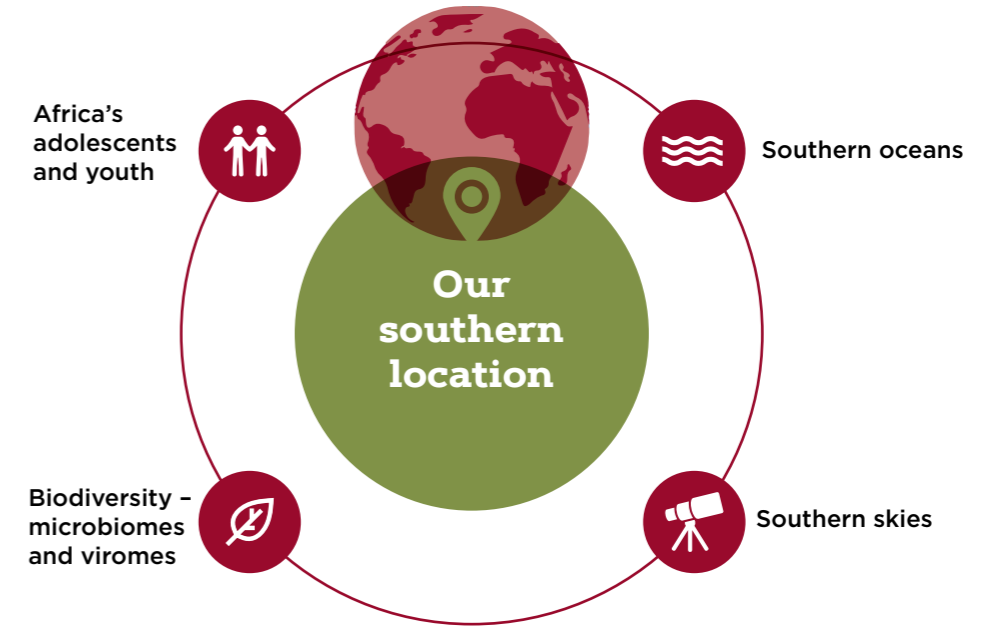 Africa's
adolescents
and youth
Southern oceans
Our
southern
location
Biodiversity –
microbiomes
and viromes
Southern skies